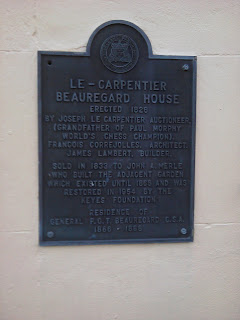 LE-CARPENTIER
BEAUREGARD HOUSE
ERECTED 1826
BY JOSEPH LE CARPENTIER AUCTIONEER
(GRANDFATHER OF PAUL MORPHY
WORLD'S CHESS CHAMPION)
FRANCOIS CORREJOLLES, ARCHITECT
JAMES LAMBERT, BUILDER
SOLD IN 1833 TO JOHN A. MERLE
WHO BUILT THE ADJACENT GARDEN
WHICH EXISTED UNTIL 1865 AND WAS
RESTORED IN 1954 BY THE
KEYES FOUNDATION
RESIDENCE OF
GENERAL P.G.T. BEAUREGARD C.S.A.